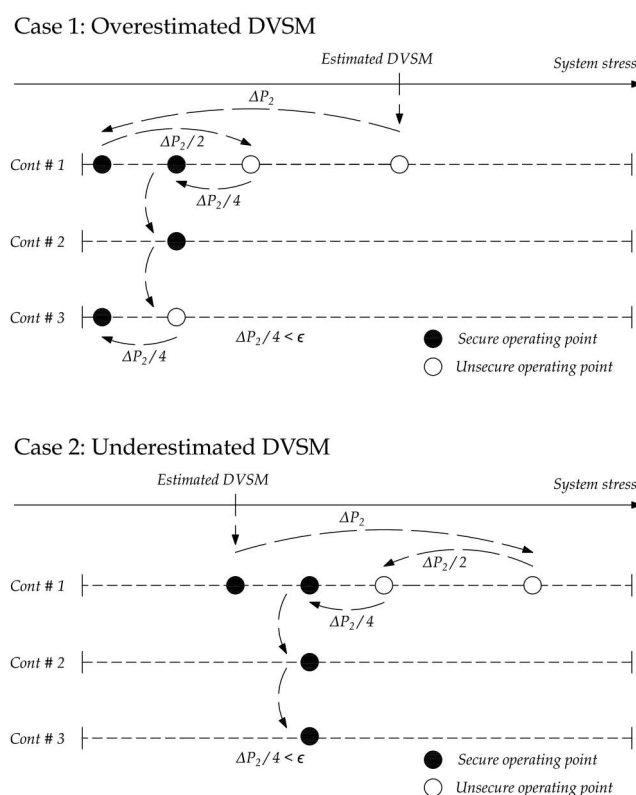 Case 1: Overestimated DVSM
Estimated DVSM
System stress
ΔP₂
ΔP₂/2
Cont # 1
ΔP₂/4
Cont # 2
Cont # 3
ΔP₂/4
ΔP₂/4 < ϵ
Secure operating point
Unsecure operating point
Case 2: Underestimated DVSM
Estimated DVSM
System stress
ΔP₂
ΔP₂/2
Cont # 1
ΔP₂/4
Cont # 2
Cont # 3
ΔP₂/4 < ϵ
Secure operating point
Unsecure operating point